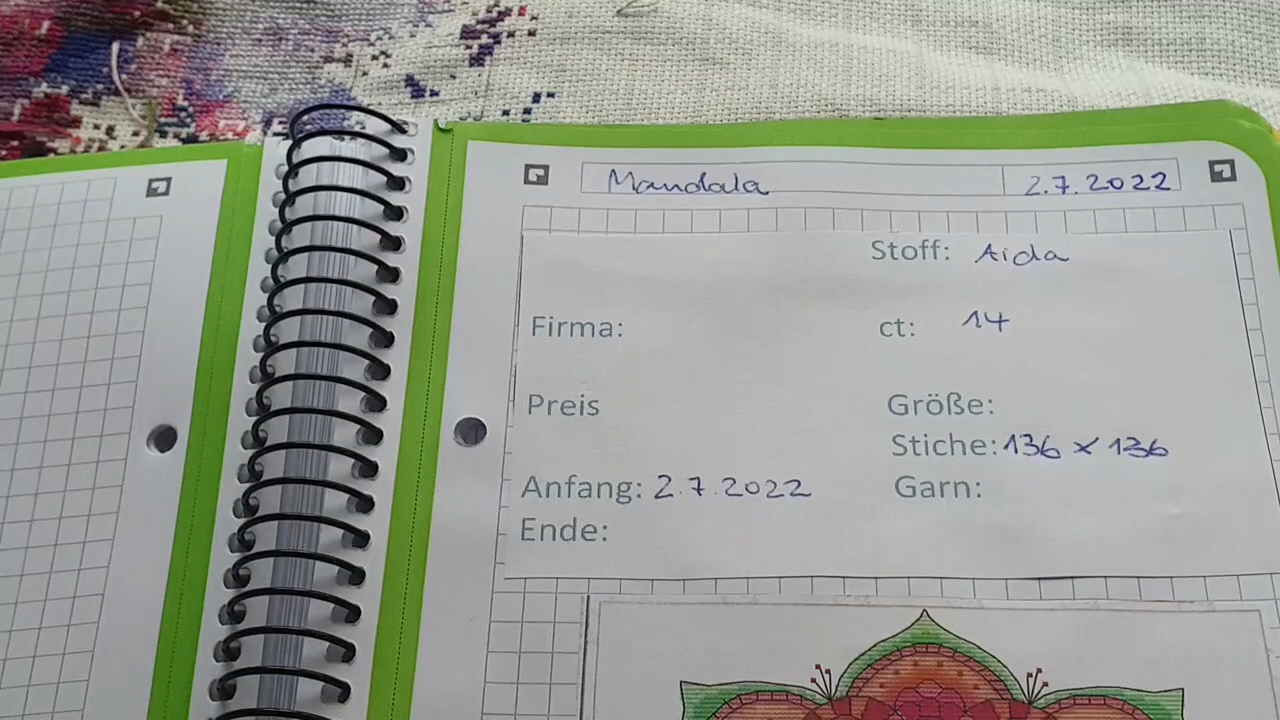 Mandala 2.7.2022
Stoff: Aida
Firma: ct: 14
Preis Größe:
Stiche: 136 x 136
Anfang: 2.7.2022 Garn:
Ende: